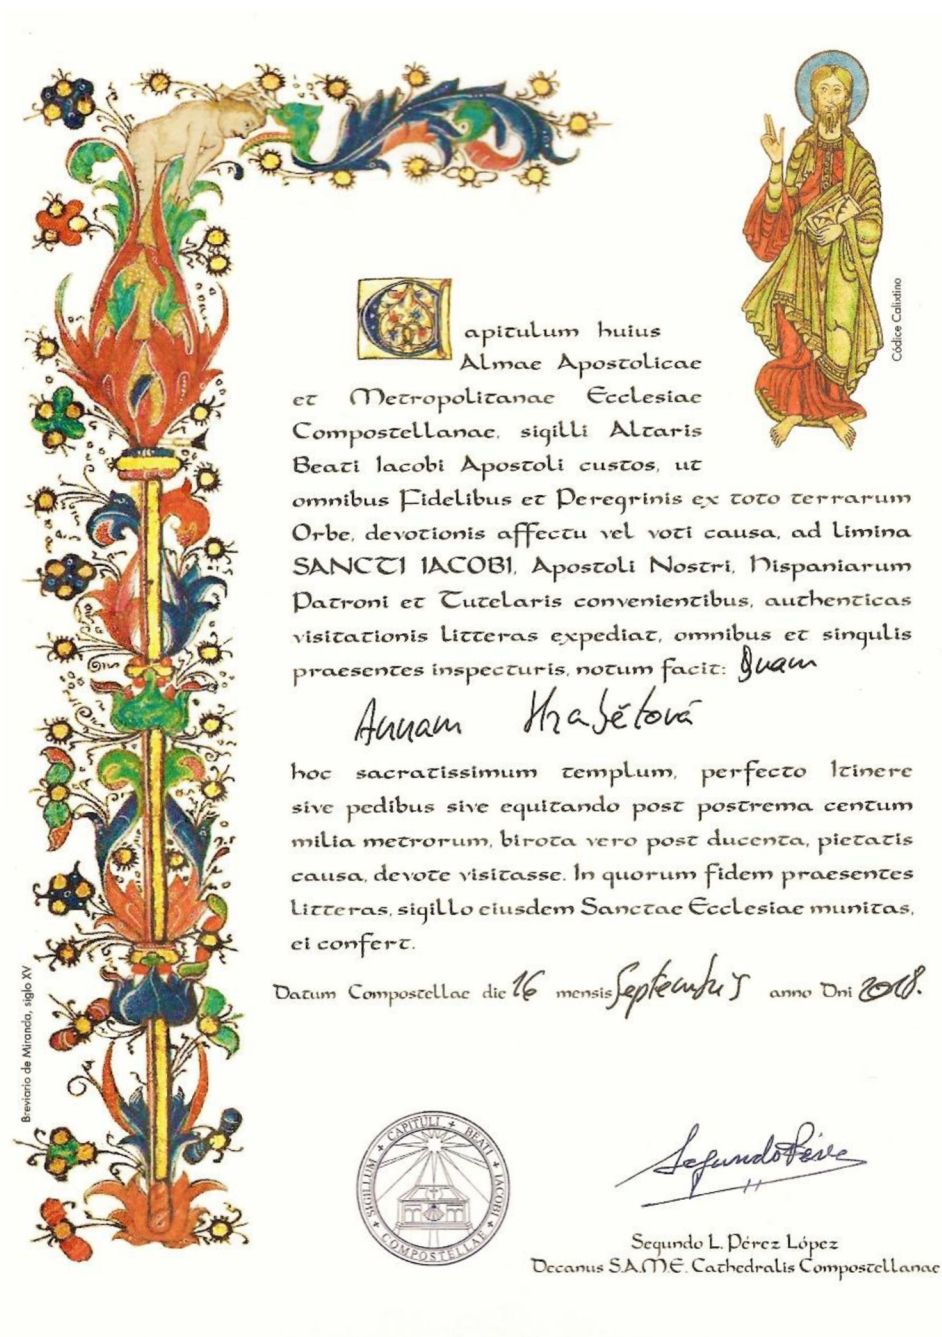 Códice Calixtino
Capitulum huius
Almae Apostolicae
et Metropolitanae Ecclesiae
Compostellanae, sigilli Altaris
Beati Iacobi Apostoli custos, ut
omnibus Fidelibus et Peregrinis ex toto terrarum
Orbe, devotionis affectu vel voti causa, ad limina
SANCTI IACOBI, Apostoli Nostri, Hispaniarum
Patroni et Tutelaris convenientibus, authenticas
visitationis litteras expediat, omnibus et singulis
praesentes inspecturis, notum facit: Dnam
Annam Hrabětová
hoc sacratissimum templum, perfecto Itinere
sive pedibus sive equitando post postrema centum
milia metrorum, birota vero post ducenta, pietatis
causa, devote visitasse. In quorum fidem praesentes
litteras, sigillo eiusdem Sanctae Ecclesiae munitas,
ei confert.
Datum Compostellae die 16 mensis Septembris anno Dni 2018.
Breviario de Miranda, siglo XV
SIGILLUM + CAPITULI + BEATI + IACOBI + COMPOSTELLAE +
Segundo Pérez
Segundo L. Pérez López
Decanus S.A.M.E. Cathedralis Compostellanae